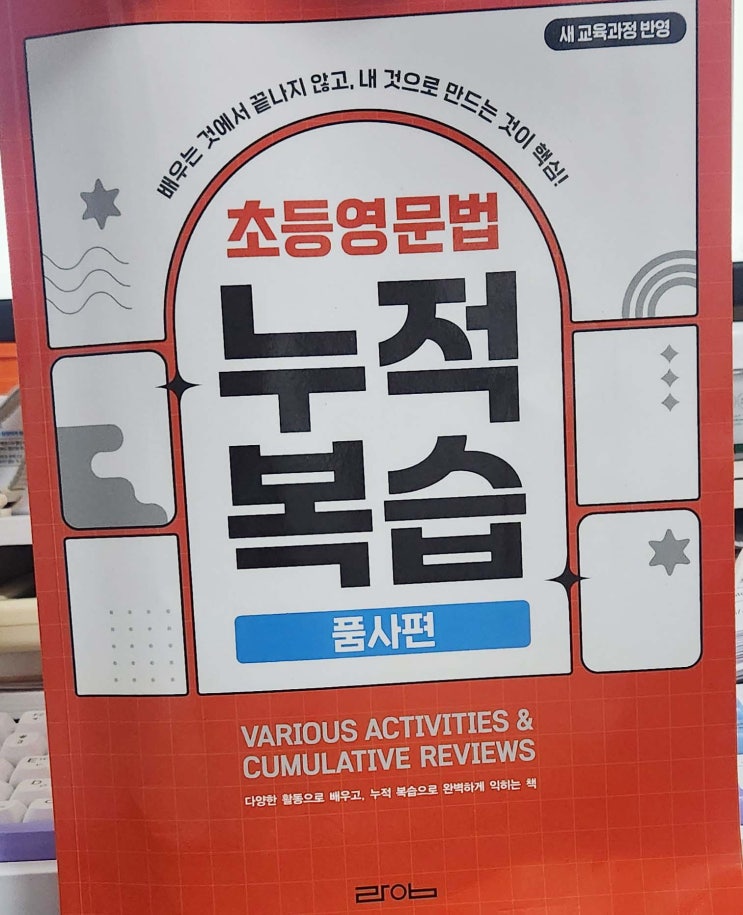 새 교육과정 반영
배우는 것에서 끝나지 않고, 내 것으로 만드는 것이 핵심!
초등영문법
누적
복습
품사편
VARIOUS ACTIVITIES &
CUMULATIVE REVIEWS
다양한 활동으로 배우고, 누적 복습으로 완벽하게 익히는 책